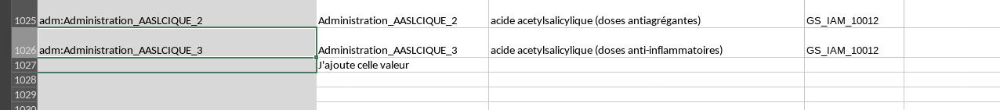 1025 adm:Administration_AASLCIQUE_2 Administration_AASLCIQUE_2 acide acetylsalicylique (doses antiagrégantes) GS_IAM_10012
1026 adm:Administration_AASLCIQUE_3 Administration_AASLCIQUE_3 acide acetylsalicylique (doses anti-inflammatoires) GS_IAM_10012
1027 J'ajoute celle valeur
1028
1029
1030